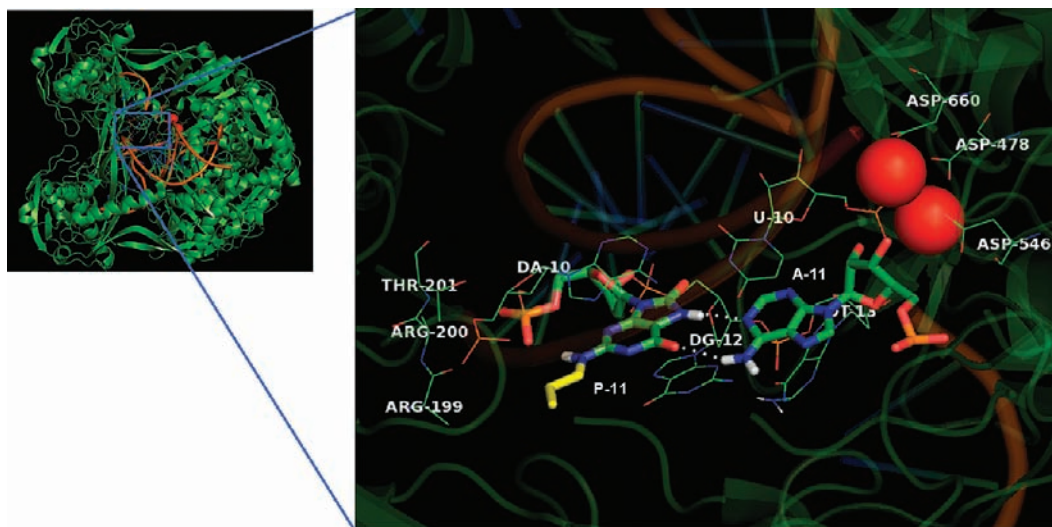 ASP-660
ASP-478
U-10
ASP-546
DA-10
A-11
THR-201
ARG-200
DG-12
P-11
ARG-199